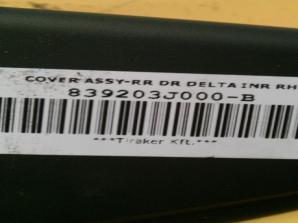 COVER ASSY-RR DR DELTA INR RH
839203J000-B
***Tiraker Kft.***